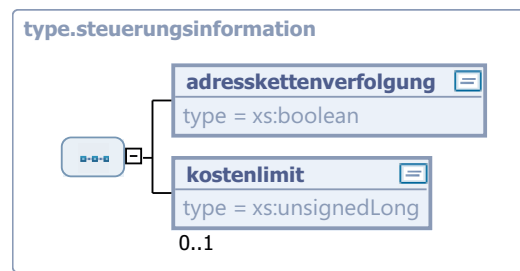 type.steuerungsinformation
adresskettenverfolgung
type = xs:boolean
kostenlimit
type = xs:unsignedLong
0..1